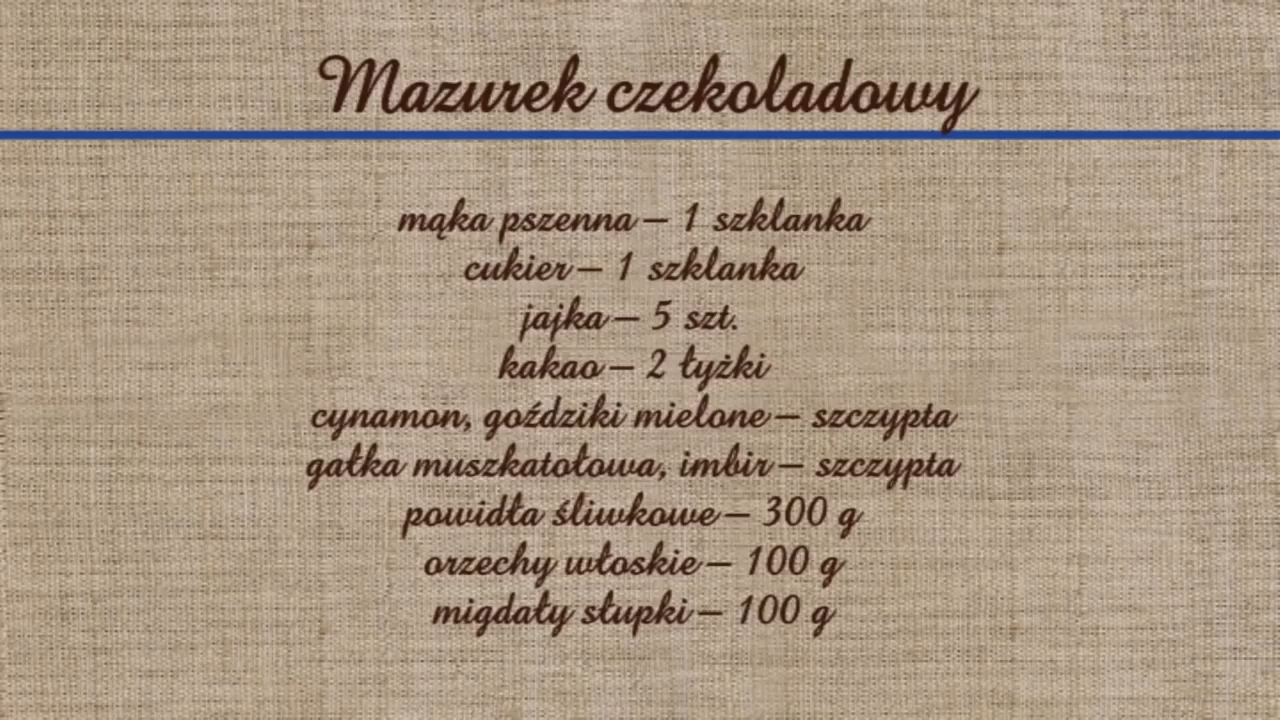 Mazurek czekoladowy
mąka pszenna – 1 szklanka
cukier – 1 szklanka
jajka – 5 szt.
kakao – 2 łyżki
cynamon, goździki mielone – szczypta
gałka muszkatołowa, imbir – szczypta
powidła śliwkowe – 300 g
orzechy włoskie – 100 g
migdały słupki – 100 g